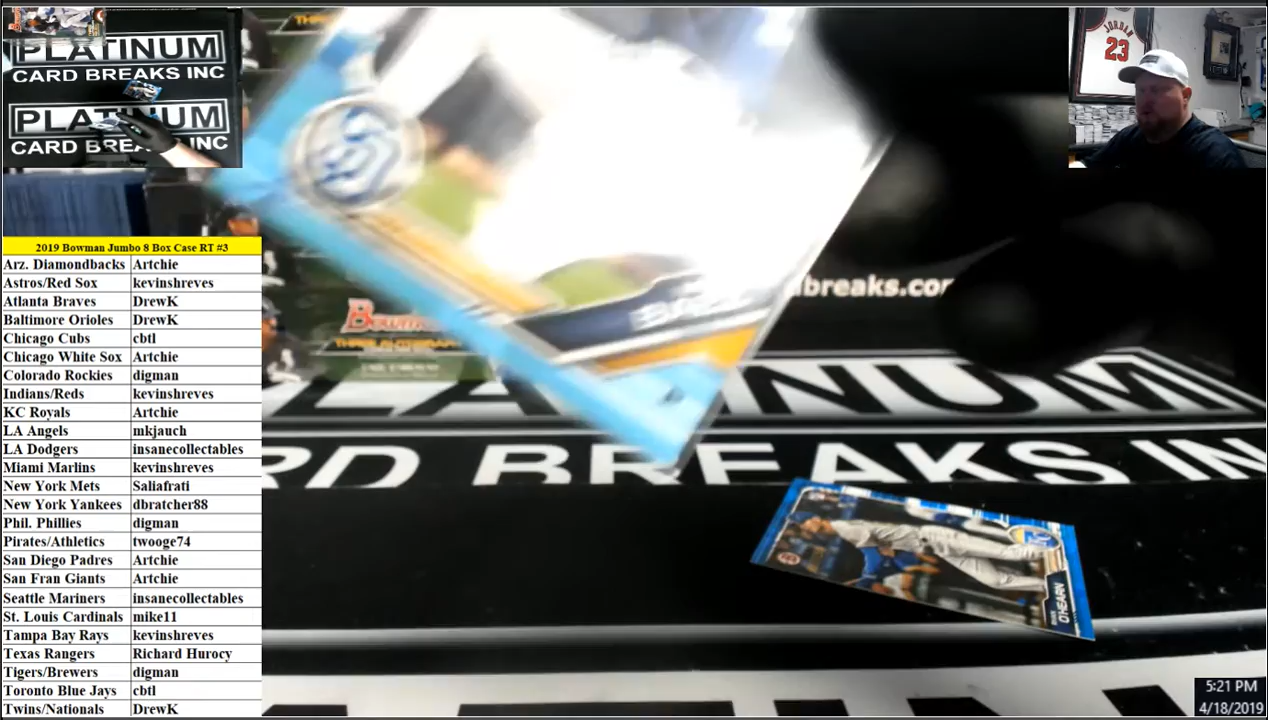 PLATINUM
CARD BREAKS INC
PLATINUM
CARD BREA INC
JORDAN
23
2019 Bowman Jumbo 8 Box Case RT #3
Arz. Diamondbacks Artchie
Astros/Red Sox kevinshreves
Atlanta Braves DrewK
Baltimore Orioles DrewK
Chicago Cubs cbtl
Chicago White Sox Artchie
Colorado Rockies digman
Indians/Reds kevinshreves
KC Royals Artchie
LA Angels mkjauch
LA Dodgers insanecollectables
Miami Marlins kevinshreves
New York Mets Saliafrati
New York Yankees dbratcher88
Phil. Phillies digman
Pirates/Athletics twooge74
San Diego Padres Artchie
San Fran Giants Artchie
Seattle Mariners insanecollectables
St. Louis Cardinals mike11
Tampa Bay Rays kevinshreves
Texas Rangers Richard Hurocy
Tigers/Brewers digman
Toronto Blue Jays cbtl
Twins/Nationals DrewK
breaks.com
PLATINUM
RD BREAKS IN
KC
O'HEARN
5:21 PM
4/18/2019